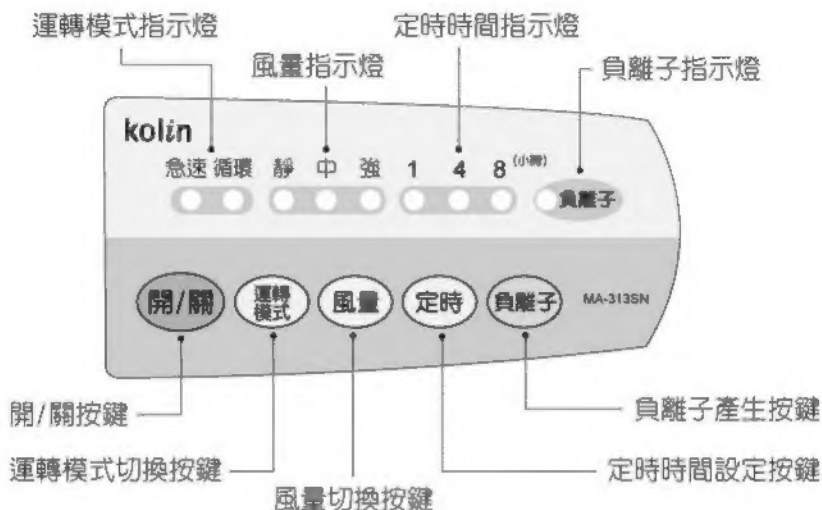 運轉模式指示燈
定時時間指示燈
風量指示燈
負離子指示燈
kolin
急速 循環 靜 中 強 1 4 8 (小時)
負離子
開/關 運轉模式 風量 定時 負離子 MA-313SN
開/關按鍵
負離子產生按鍵
運轉模式切換按鍵
定時時間設定按鍵
風量切換按鍵